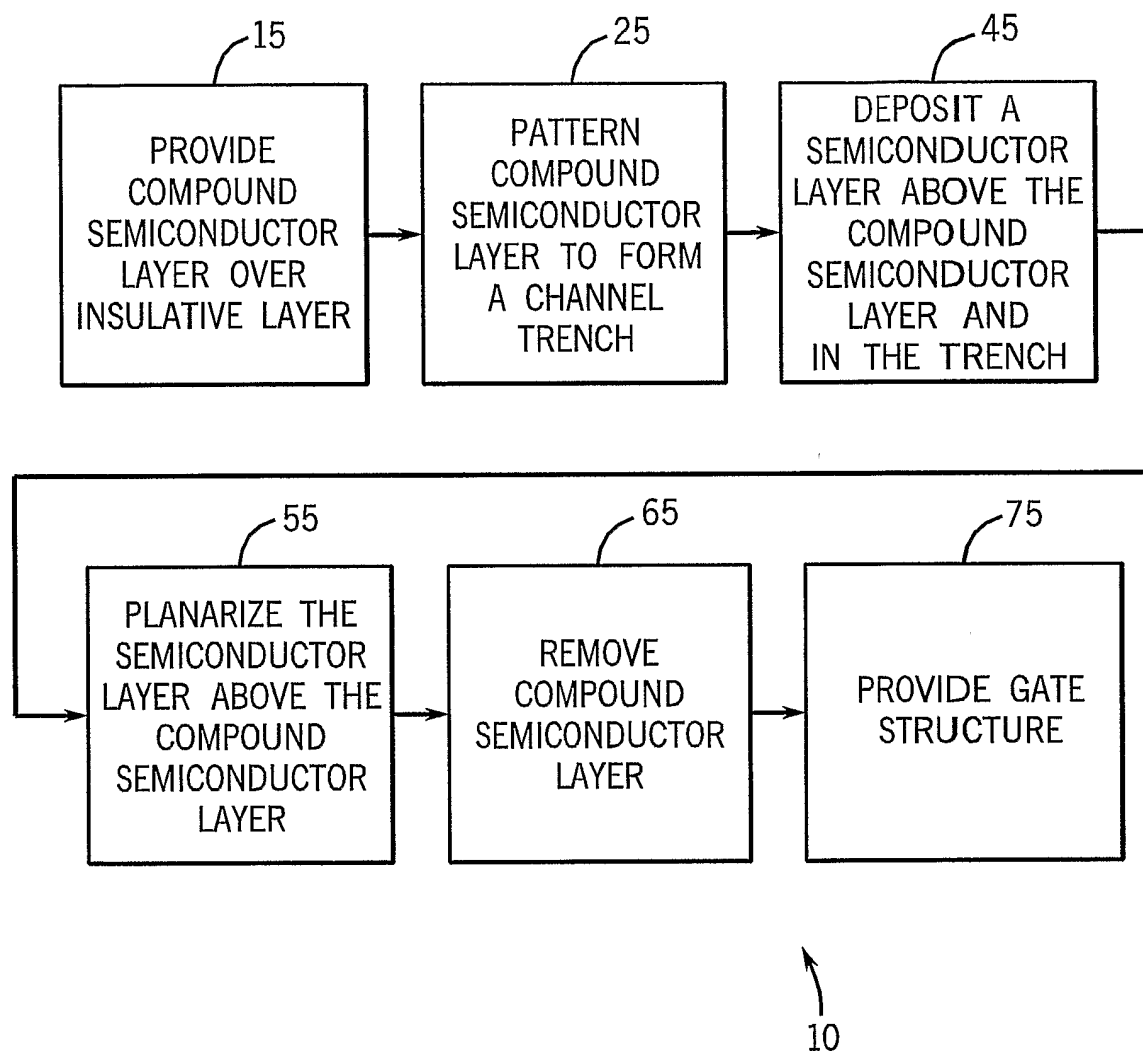 15
PROVIDE
COMPOUND
SEMICONDUCTOR
LAYER OVER
INSULATIVE LAYER
25
PATTERN
COMPOUND
SEMICONDUCTOR
LAYER TO FORM
A CHANNEL
TRENCH
45
DEPOSIT A
SEMICONDUCTOR
LAYER ABOVE THE
COMPOUND
SEMICONDUCTOR
LAYER AND
IN THE TRENCH
55
PLANARIZE THE
SEMICONDUCTOR
LAYER ABOVE THE
COMPOUND
SEMICONDUCTOR
LAYER
65
REMOVE
COMPOUND
SEMICONDUCTOR
LAYER
75
PROVIDE GATE
STRUCTURE
10